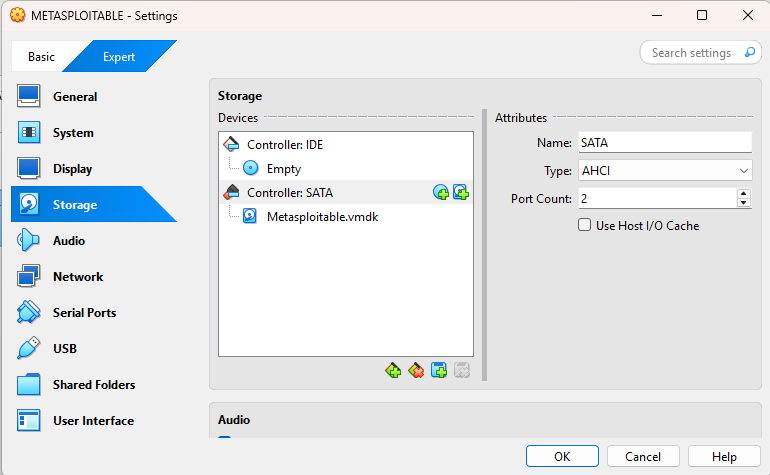 METASPLOITABLE - Settings
Basic
Expert
Search settings
General
System
Display
Storage
Audio
Network
Serial Ports
USB
Shared Folders
User Interface
Storage
Devices
Controller: IDE
Empty
Controller: SATA
Metasploitable.vmdk
Attributes
Name: SATA
Type: AHCI
Port Count: 2
Use Host I/O Cache
Audio
OK
Cancel
Help